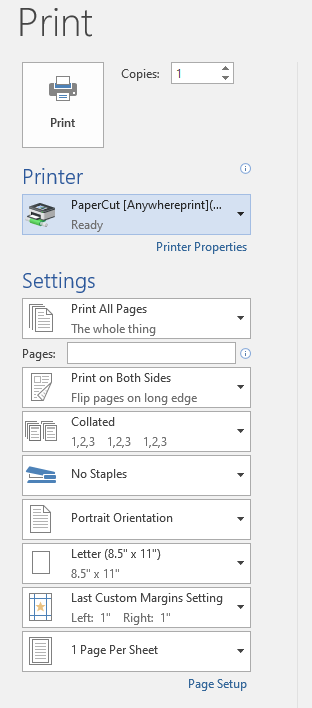 Print
Copies: 1
Print
Printer
PaperCut [Anywhereprint](...
Ready
Printer Properties
Settings
Print All Pages
The whole thing
Pages:
Print on Both Sides
Flip pages on long edge
Collated
1,2,3 1,2,3 1,2,3
No Staples
Portrait Orientation
Letter (8.5" x 11")
8.5" x 11"
Last Custom Margins Setting
Left: 1" Right: 1"
1 Page Per Sheet
Page Setup